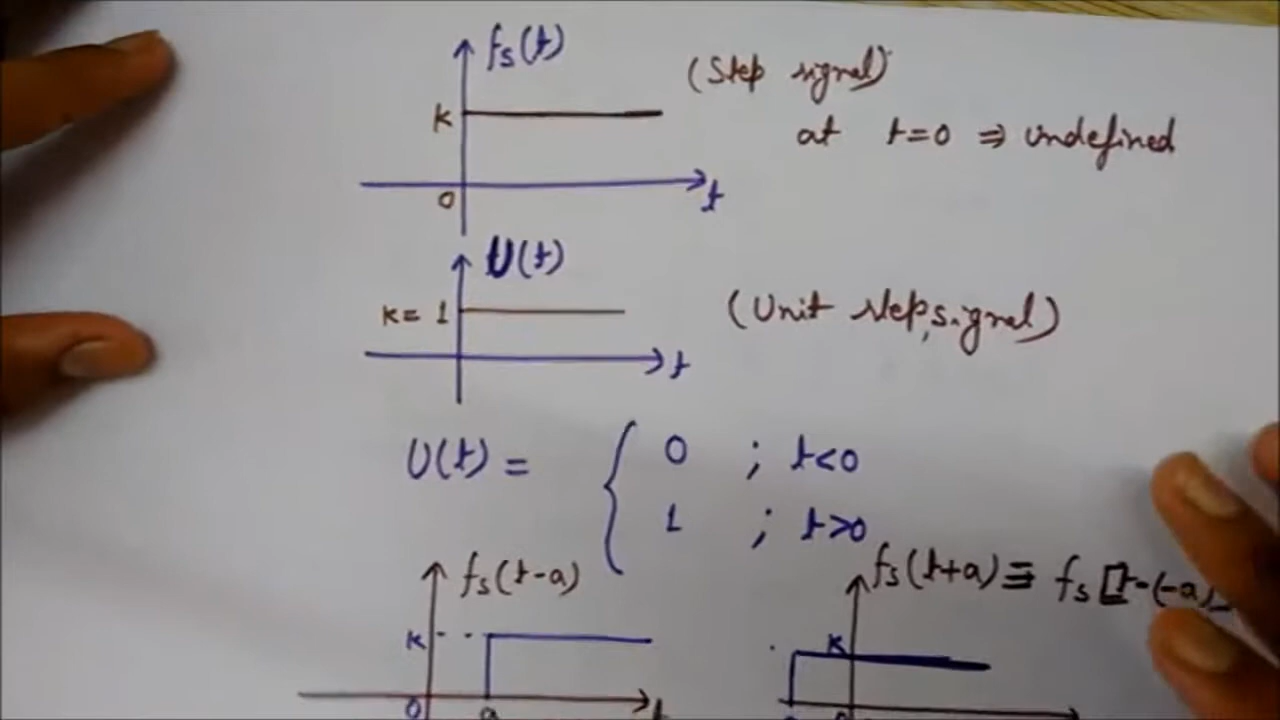 fs(t)
(Step signal)
K
at t=0 ⇒ undefined
0
t
U(t)
K= 1
(Unit step signal)
t
U(t) = { 0 ; t<0
1 ; t>0
fs(t-a)
fs(t+a) ≡ fs[t-(-a)
K
K
0 a t